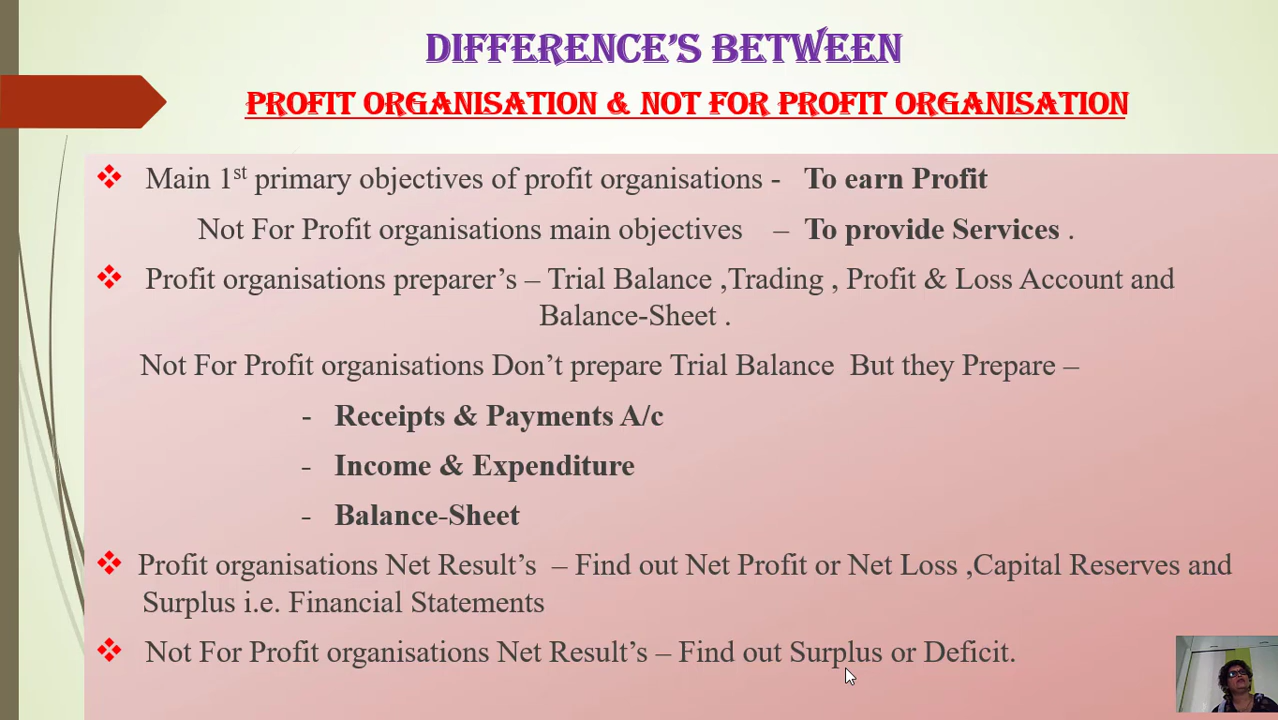 DIFFERENCE'S BETWEEN
PROFIT ORGANISATION & NOT FOR PROFIT ORGANISATION
❖ Main 1st primary objectives of profit organisations - To earn Profit
Not For Profit organisations main objectives – To provide Services .
❖ Profit organisations preparer's – Trial Balance ,Trading , Profit & Loss Account and
Balance-Sheet .
Not For Profit organisations Don't prepare Trial Balance But they Prepare –
- Receipts & Payments A/c
- Income & Expenditure
- Balance-Sheet
❖ Profit organisations Net Result's – Find out Net Profit or Net Loss ,Capital Reserves and
Surplus i.e. Financial Statements
❖ Not For Profit organisations Net Result's – Find out Surplus or Deficit.